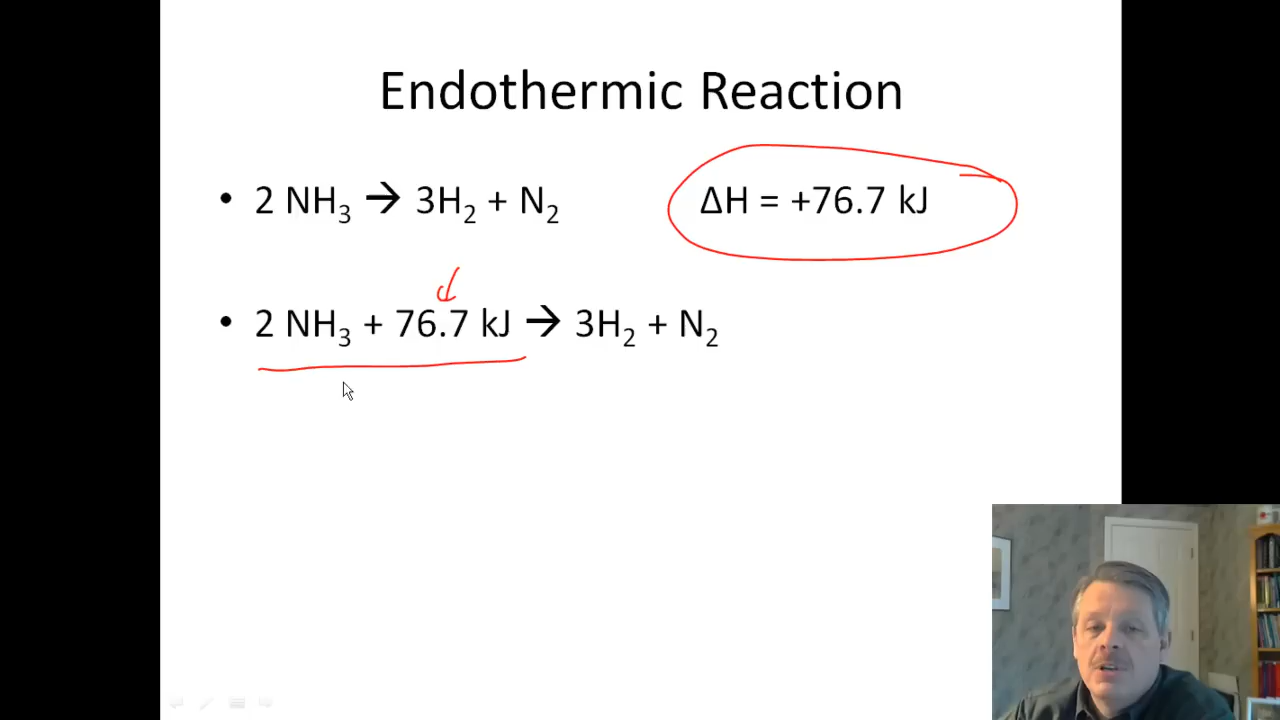 Endothermic Reaction
• 2 NH₃ → 3H₂ + N₂ ΔH = +76.7 kJ
• 2 NH₃ + 76.7 kJ → 3H₂ + N₂